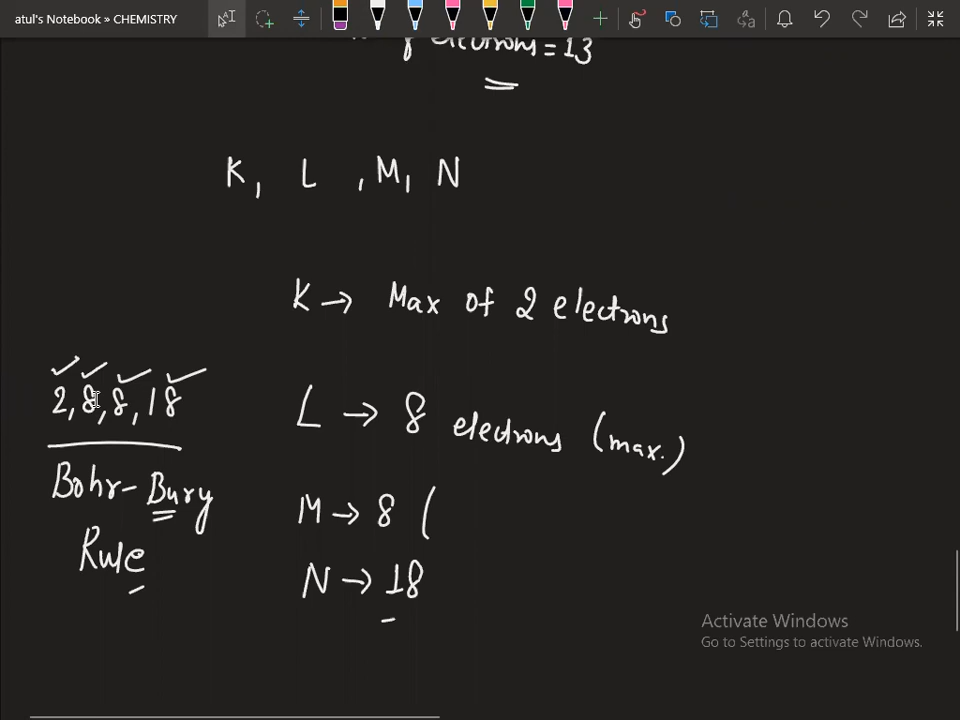 atul's Notebook » CHEMISTRY
electrons = 13
K, L , M, N
K → Max of 2 electrons
2, 8, 8, 18
L → 8 electrons (max.)
Bohr-Bury
Rule
M → 8 (
N → 18
Activate Windows
Go to Settings to activate Windows.